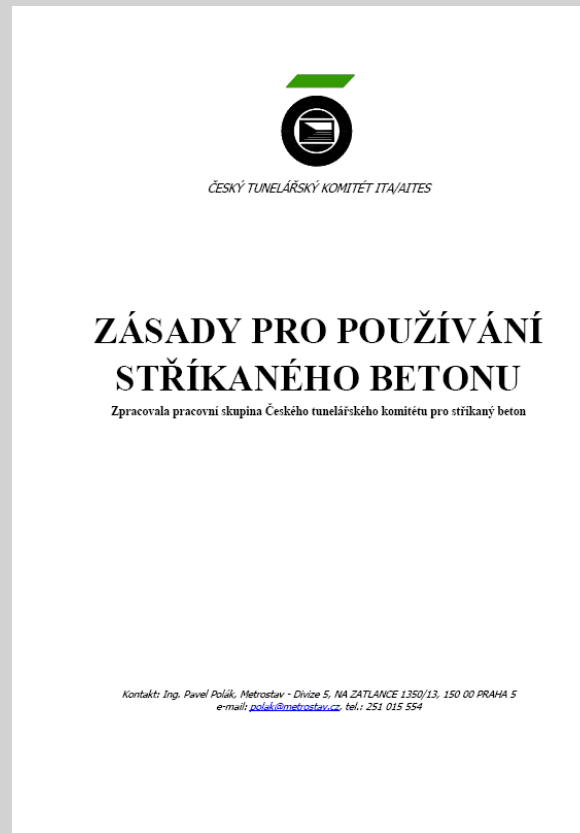 ČESKÝ TUNELÁŘSKÝ KOMITÉT ITA/AITES
ZÁSADY PRO POUŽÍVÁNÍ
STŘÍKANÉHO BETONU
Zpracovala pracovní skupina Českého tunelářského komitétu pro stříkaný beton
Kontakt: Ing. Pavel Polák, Metrostav - Divize 5, NA ZATLANCE 1350/13, 150 00 PRAHA 5
e-mail: polak@metrostav.cz, tel.: 251 015 554